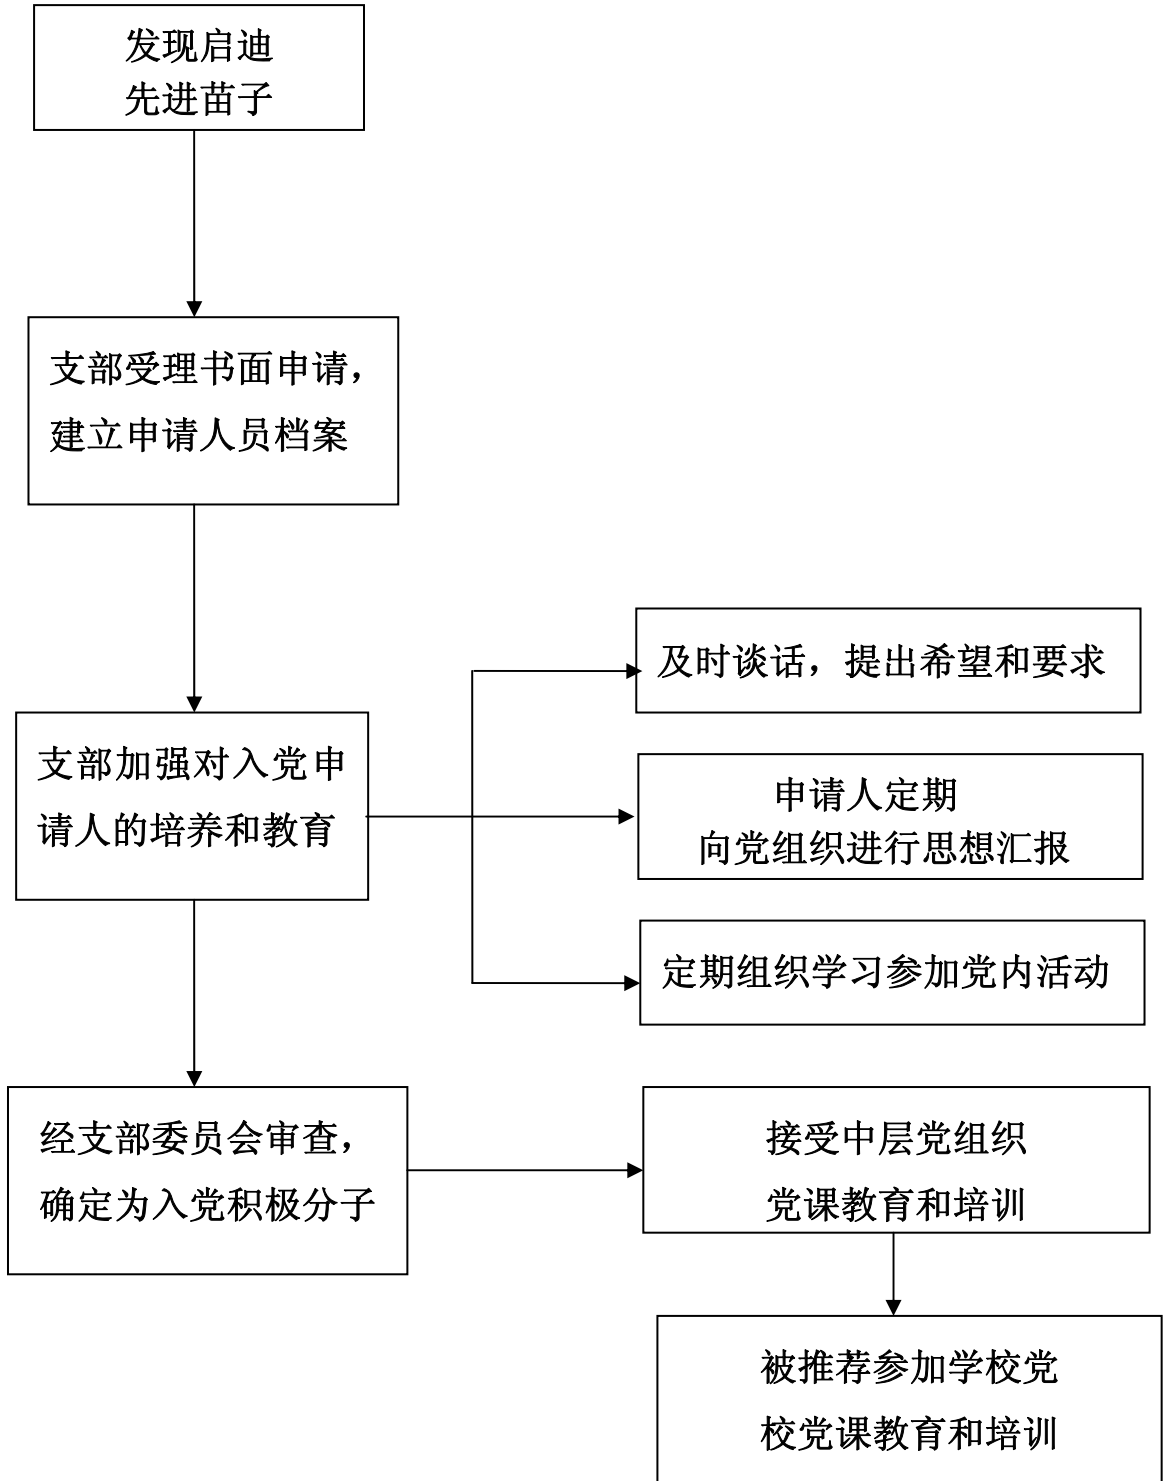 发现启迪
先进苗子
支部受理书面申请，
建立申请人员档案
及时谈话，提出希望和要求
支部加强对入党申
请人的培养和教育
申请人定期
向党组织进行思想汇报
定期组织学习参加党内活动
经支部委员会审查，
确定为入党积极分子
接受中层党组织
党课教育和培训
被推荐参加学校党
校党课教育和培训